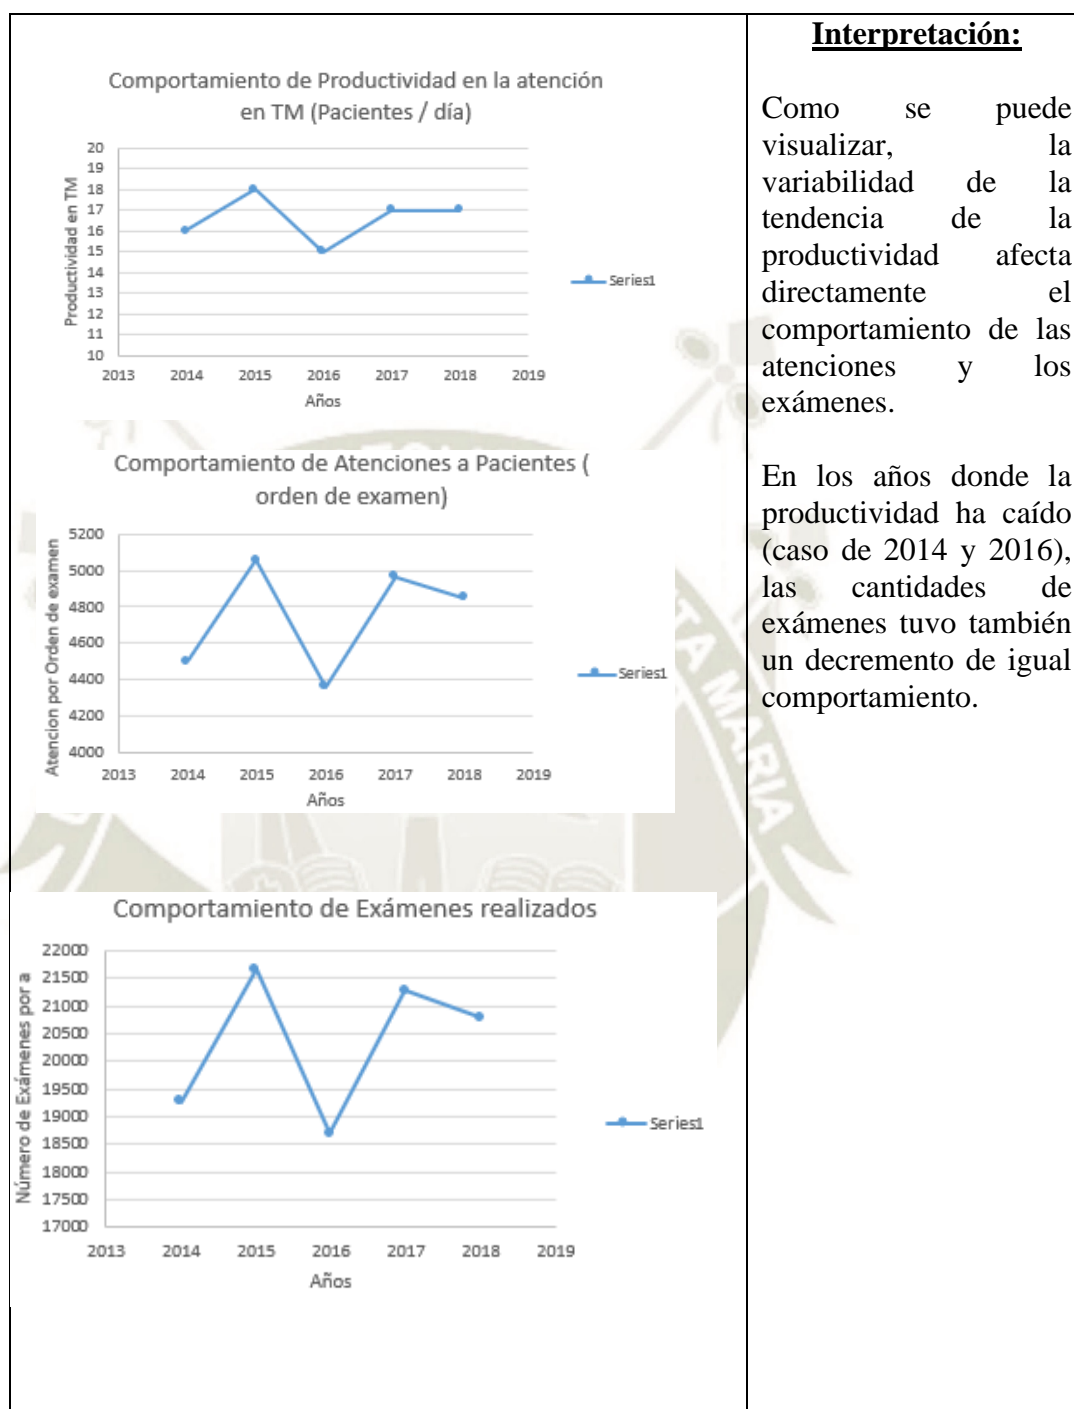 Comportamiento de Productividad en la atención
en TM (Pacientes / día)
20
19
18
17
16
15
14
13
12
11
10
Productividad en TM
2013 2014 2015 2016 2017 2018 2019
Años
Series1
Comportamiento de Atenciones a Pacientes (
orden de examen)
5200
5000
4800
4600
4400
4200
4000
Atencion por Orden de examen
2013 2014 2015 2016 2017 2018 2019
Años
Series1
Comportamiento de Exámenes realizados
22000
21500
21000
20500
20000
19500
19000
18500
18000
17500
17000
Número de Exámenes por a
2013 2014 2015 2016 2017 2018 2019
Años
Series1
Interpretación:
Como se puede
visualizar, la
variabilidad de la
tendencia de la
productividad afecta
directamente el
comportamiento de las
atenciones y los
exámenes.
En los años donde la
productividad ha caído
(caso de 2014 y 2016),
las cantidades de
exámenes tuvo también
un decremento de igual
comportamiento.
TA MARIA